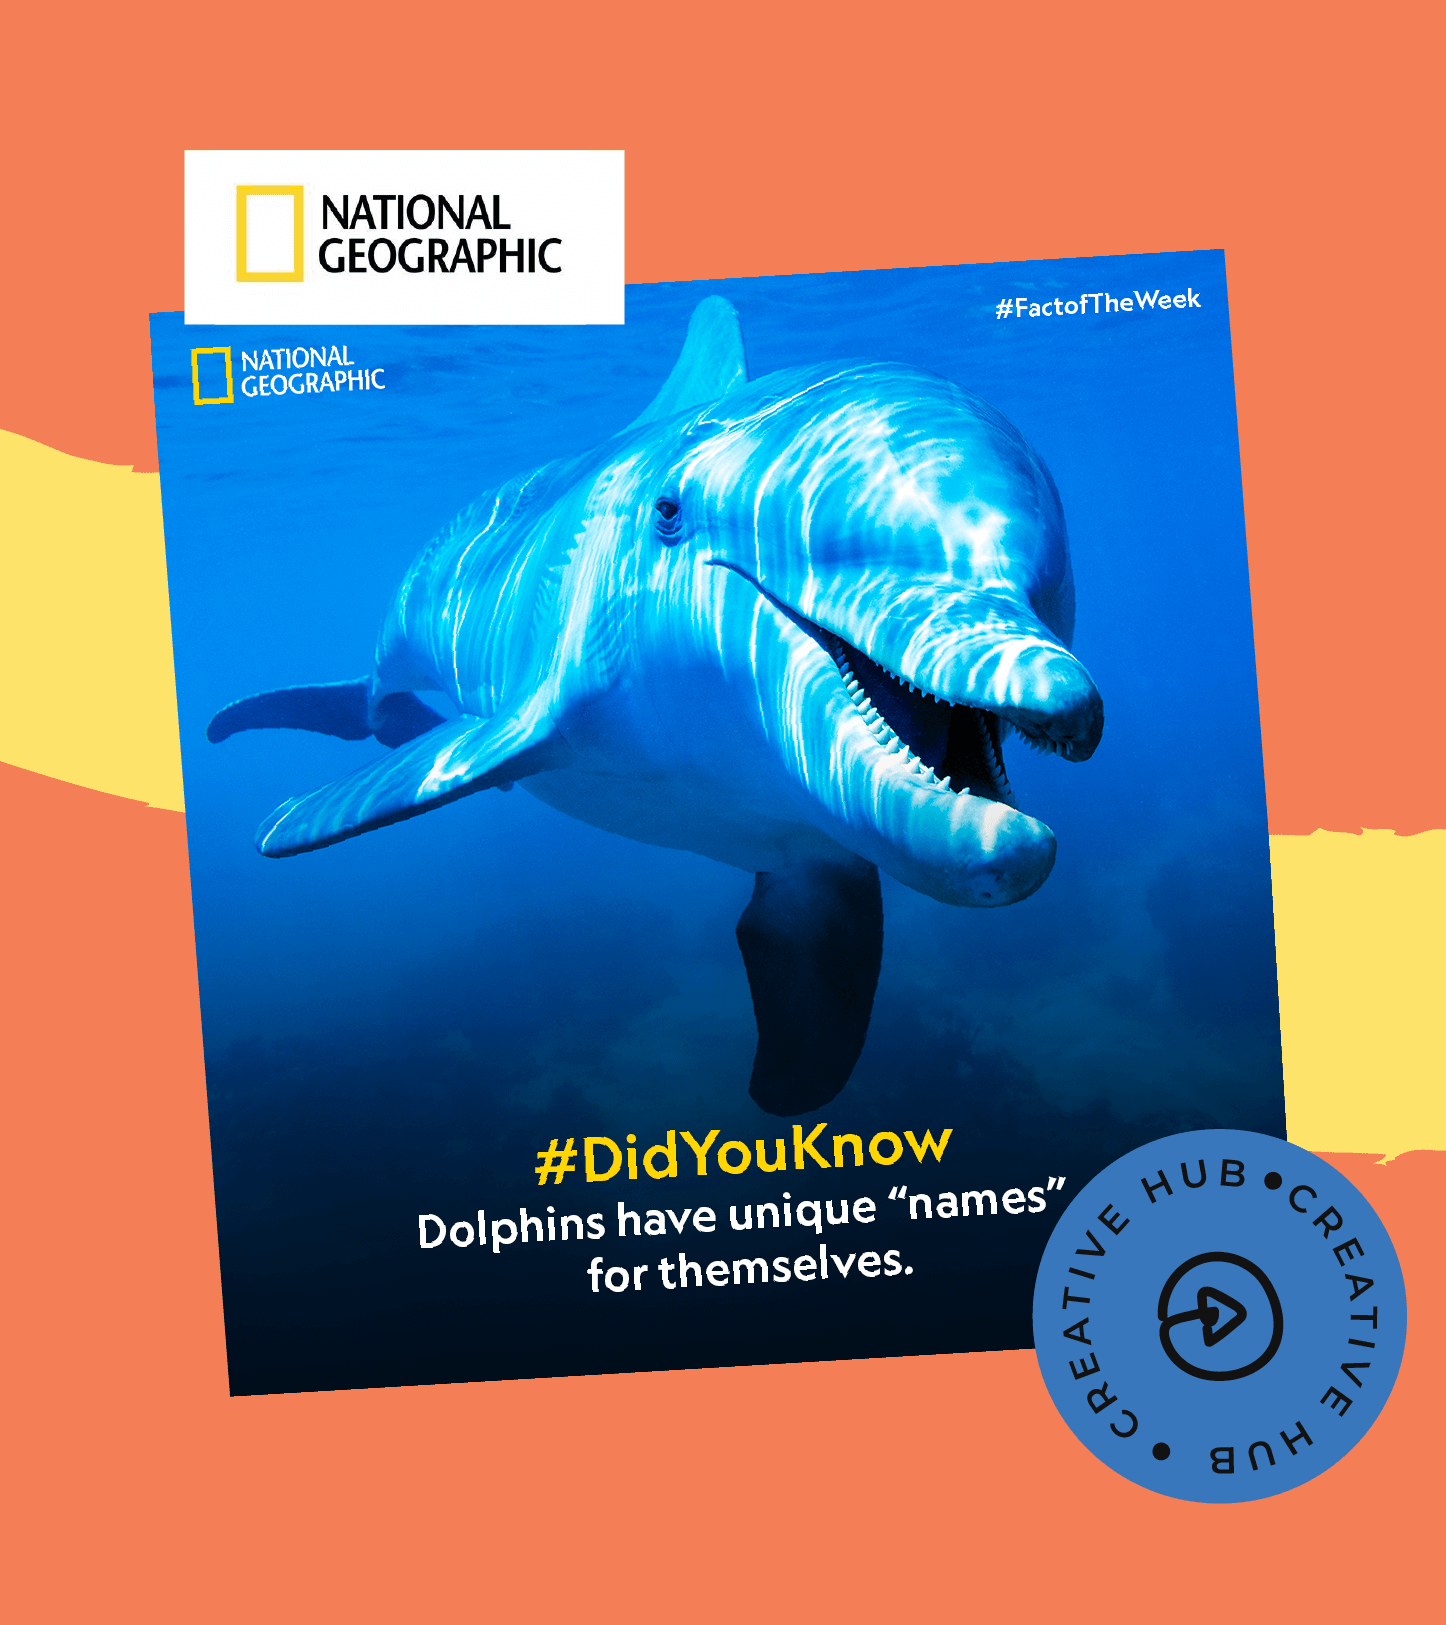 NATIONAL
GEOGRAPHIC
#FactofTheWeek
NATIONAL
GEOGRAPHIC
#DidYouKnow
Dolphins have unique “names”
for themselves.
CREATIVE HUB • CREATIVE HUB •